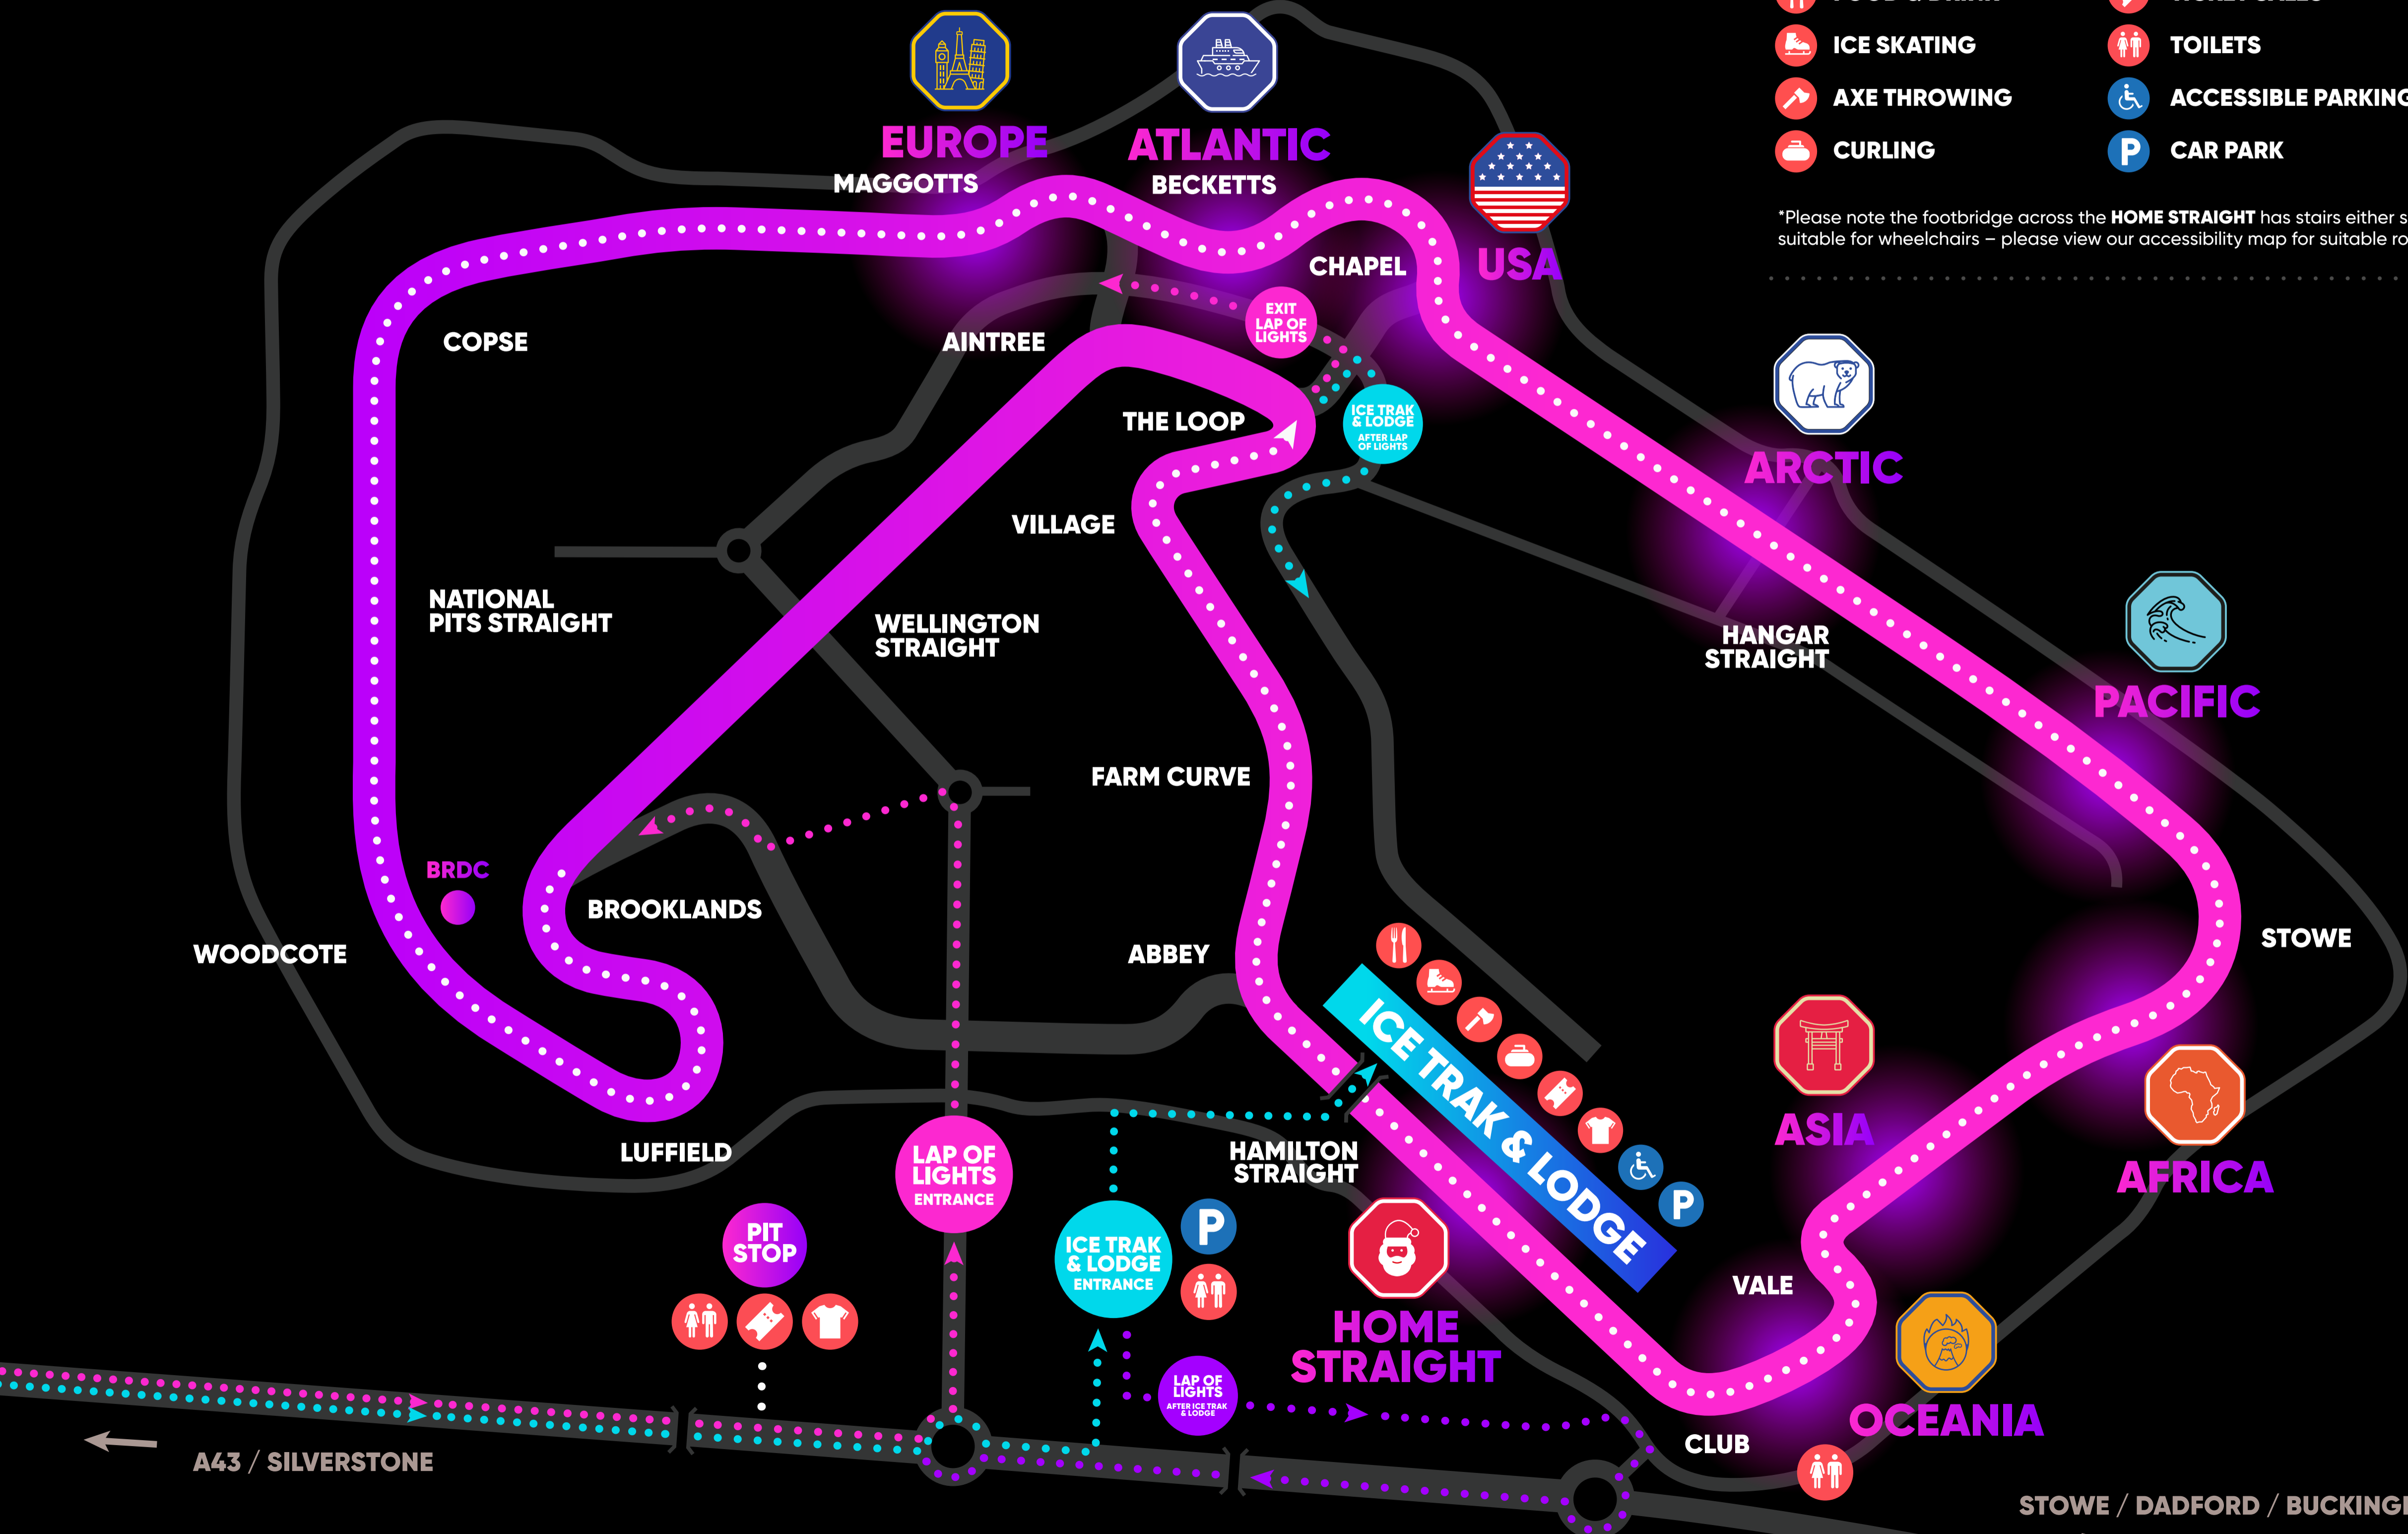 ICE SKATING
TOILETS
AXE THROWING
ACCESSIBLE PARKING
CURLING
P
CAR PARK
*Please note the footbridge across the HOME STRAIGHT has stairs either
suitable for wheelchairs – please view our accessibility map for suitable
EUROPE
MAGGOTTS
ATLANTIC
BECKETTS
USA
CHAPEL
COPSE
AINTREE
EXIT
LAP OF
LIGHTS
THE LOOP
ICE TRAK
& LODGE
AFTER LAP
OF LIGHTS
ARCTIC
VILLAGE
NATIONAL
PITS STRAIGHT
WELLINGTON
STRAIGHT
HANGAR
STRAIGHT
PACIFIC
FARM CURVE
BRDC
BROOKLANDS
WOODCOTE
ABBEY
STOWE
ICE TRAK & LODGE
P
ASIA
AFRICA
LUFFIELD
LAP OF
LIGHTS
ENTRANCE
HAMILTON
STRAIGHT
PIT
STOP
ICE TRAK
& LODGE
ENTRANCE
P
VALE
HOME
STRAIGHT
LAP OF
LIGHTS
AFTER ICE TRAK
& LODGE
OCEANIA
CLUB
A43 / SILVERSTONE
STOWE / DADFORD /